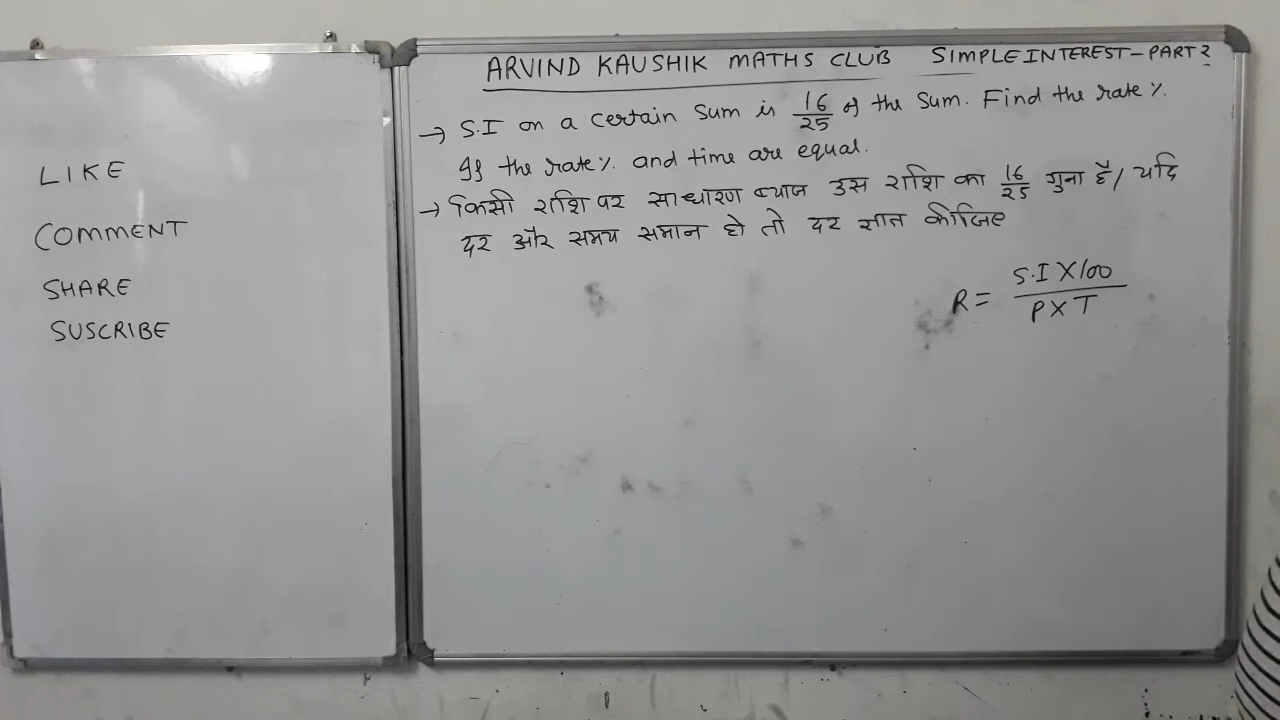 LIKE
COMMENT
SHARE
SUSCRIBE
ARVIND KAUSHIK MATHS CLUB SIMPLE INTEREST-PART 2
→ S.I on a certain Sum is 16/25 of the Sum. Find the rate %.
If the rate % and time are equal.
→ किसी राशि पर साधारण ब्याज उस राशि का 16/25 गुना है/ यदि
दर और समय समान हो तो दर ज्ञात कीजिए
R = S.I X 100 / P X T